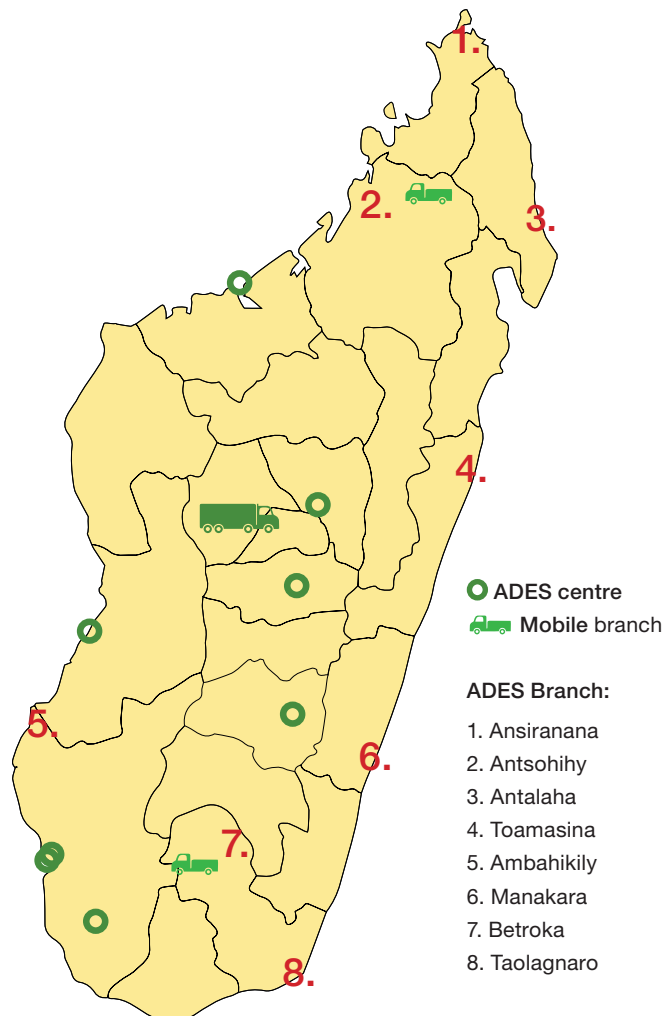 1.
2.
3.
4.
5.
6.
7.
8.
ADES centre
Mobile branch
ADES Branch:
1. Ansiranana
2. Antsohihy
3. Antalaha
4. Toamasina
5. Ambahikily
6. Manakara
7. Betroka
8. Taolagnaro